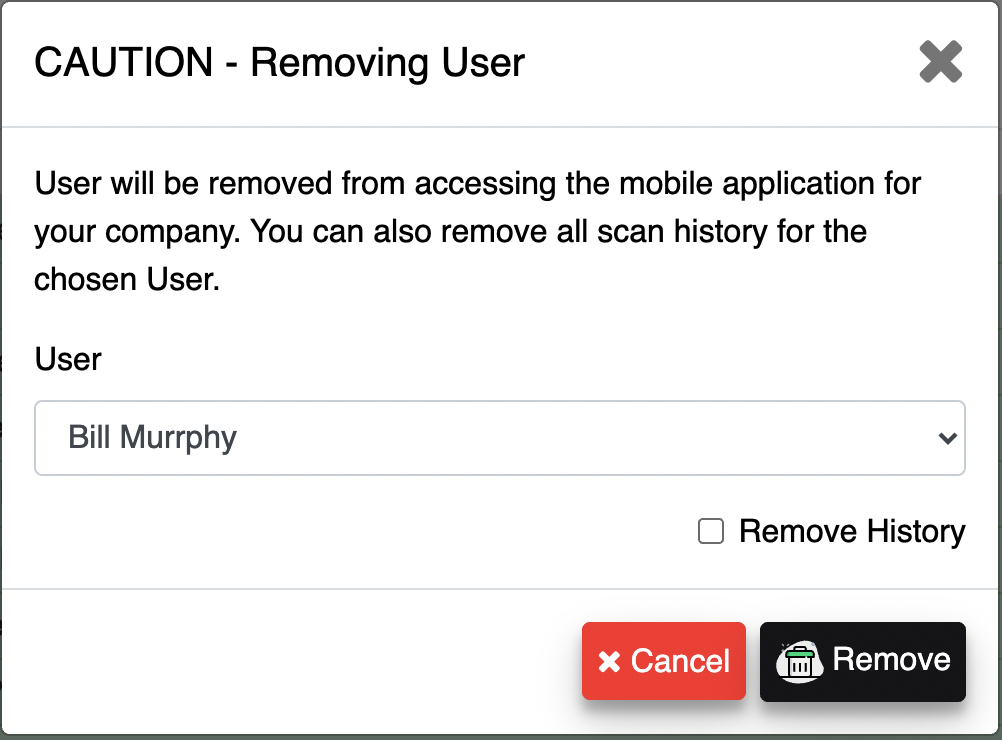 CAUTION - Removing User
User will be removed from accessing the mobile application for
your company. You can also remove all scan history for the
chosen User.
User
Bill Murrphy
Remove History
Cancel
Remove